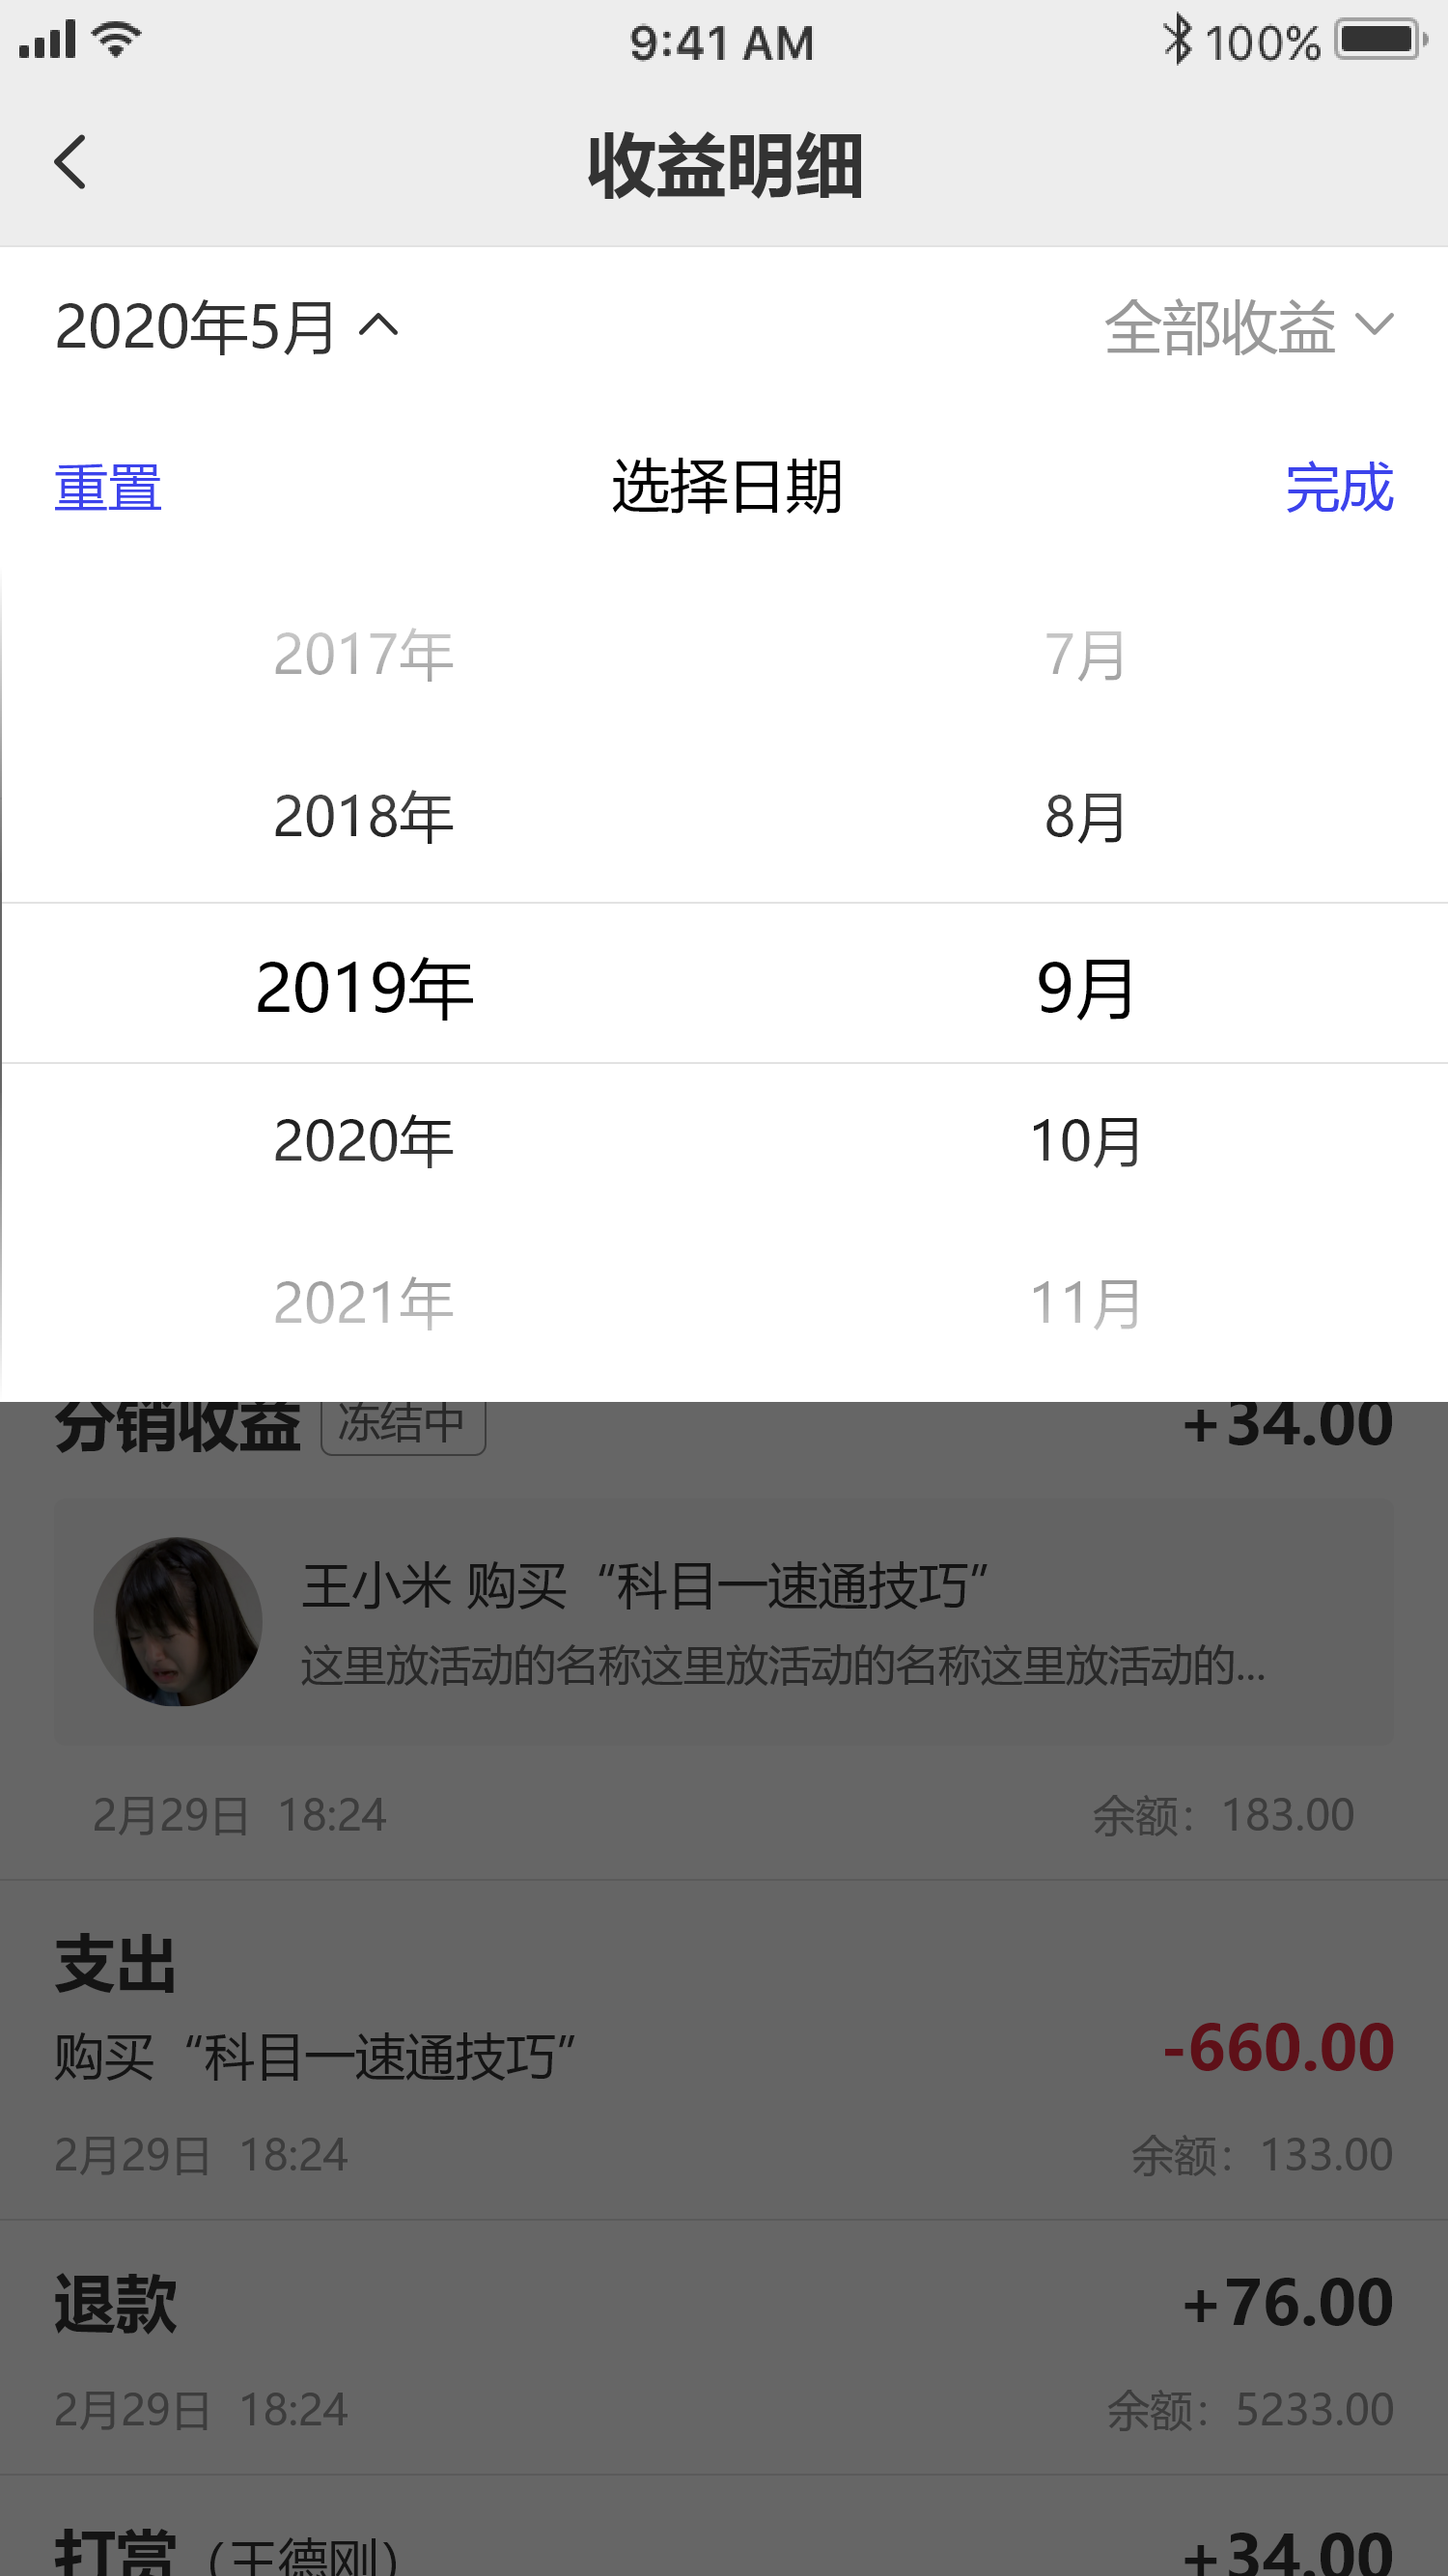 9:41 AM 100%
收益明细
2020年5月 全部收益
重置 选择日期 完成
2017年 7月
2018年 8月
2019年 9月
2020年 10月
2021年 11月
分销收益 冻结中 +34.00
王小米 购买“科目一速通技巧”
这里放活动的名称这里放活动的名称这里放活动的...
2月29日 18:24 余额：183.00
支出
购买“科目一速通技巧” -660.00
2月29日 18:24 余额：133.00
退款 +76.00
2月29日 18:24 余额：5233.00
打赏（王德刚） +34.00